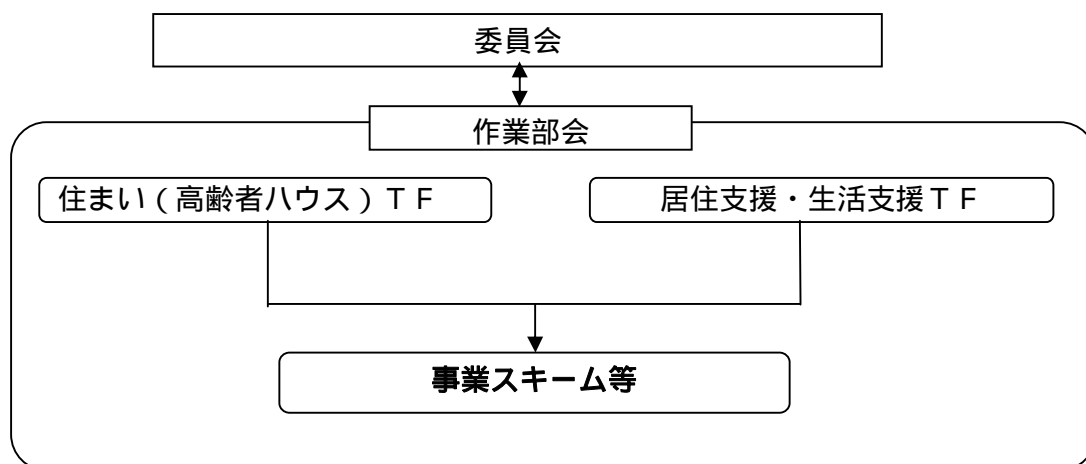 委員会
作業部会
住まい（高齢者ハウス）ＴＦ
居住支援・生活支援ＴＦ
事業スキーム等